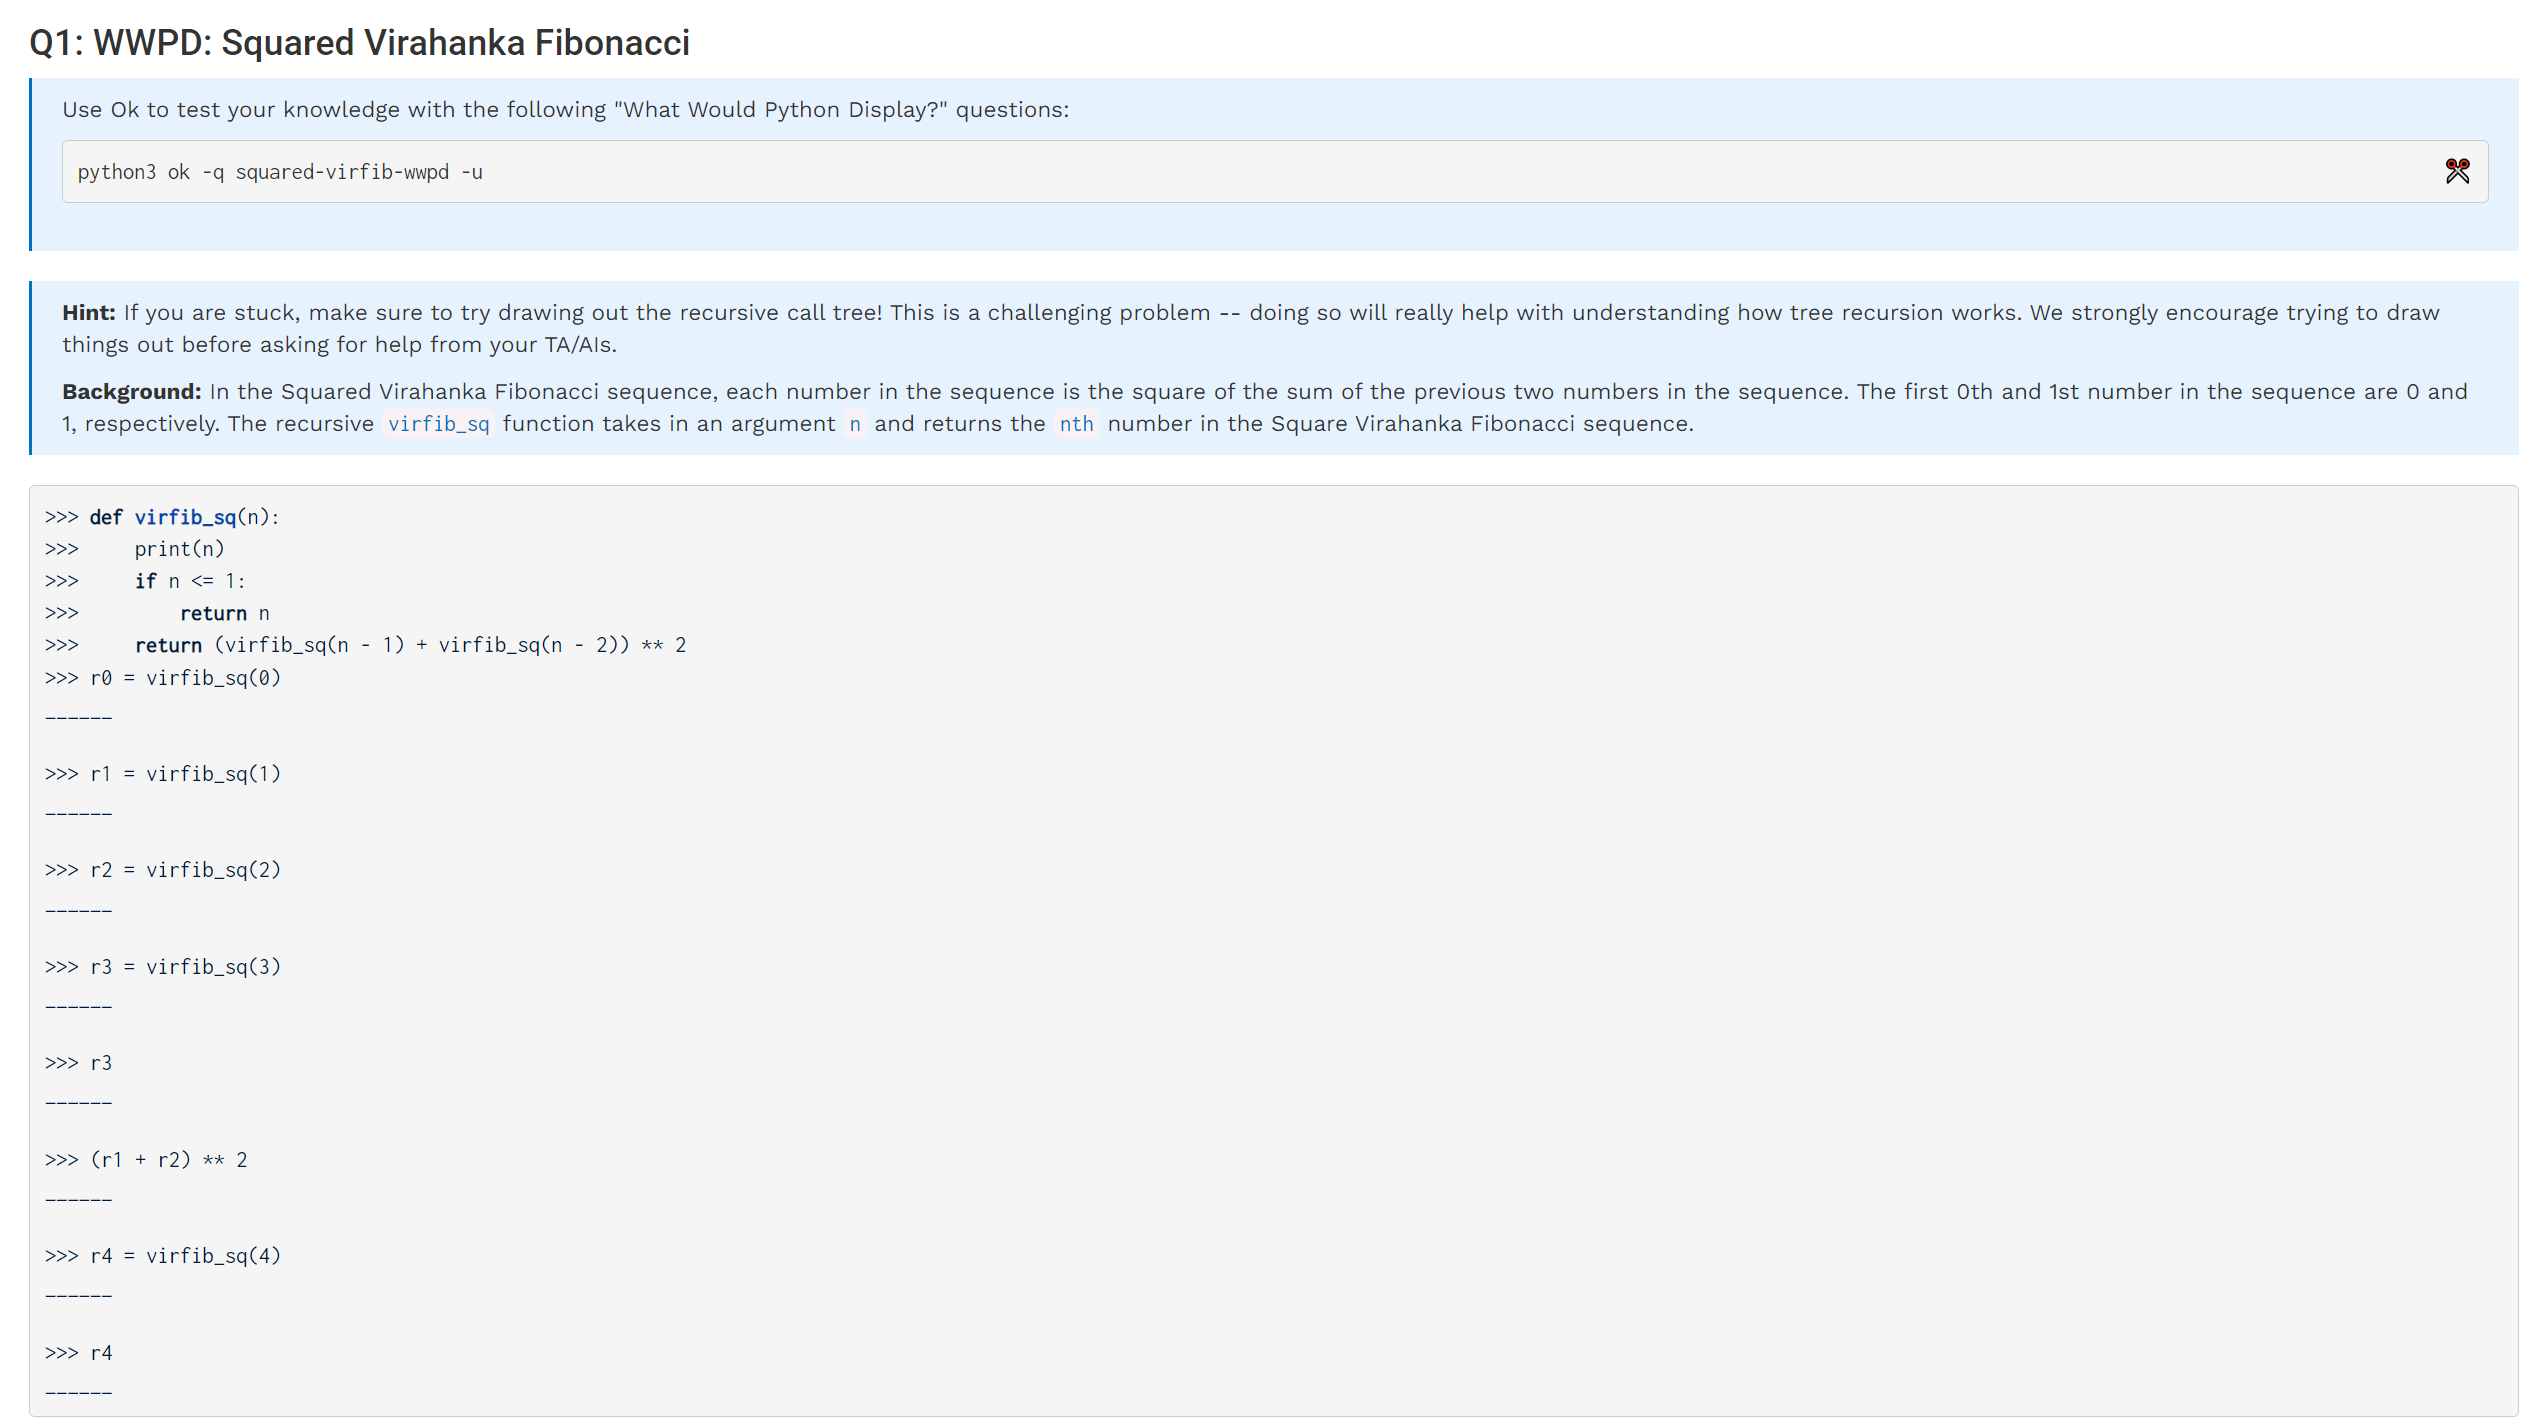 Q1: WWPD: Squared Virahanka Fibonacci
Use Ok to test your knowledge with the following "What Would Python Display?" questions:
python3 ok -q squared-virfib-wwpd -u
Hint: If you are stuck, make sure to try drawing out the recursive call tree! This is a challenging problem -- doing so will really help with understanding how tree recursion works. We strongly encourage trying to draw
things out before asking for help from your TA/AIs.
Background: In the Squared Virahanka Fibonacci sequence, each number in the sequence is the square of the sum of the previous two numbers in the sequence. The first 0th and 1st number in the sequence are 0 and
1, respectively. The recursive virfib_sq function takes in an argument n and returns the nth number in the Square Virahanka Fibonacci sequence.
>>> def virfib_sq(n):
>>>     print(n)
>>>     if n <= 1:
>>>         return n
>>>     return (virfib_sq(n - 1) + virfib_sq(n - 2)) ** 2
>>> r0 = virfib_sq(0)
______
>>> r1 = virfib_sq(1)
______
>>> r2 = virfib_sq(2)
______
>>> r3 = virfib_sq(3)
______
>>> r3
______
>>> (r1 + r2) ** 2
______
>>> r4 = virfib_sq(4)
______
>>> r4
______